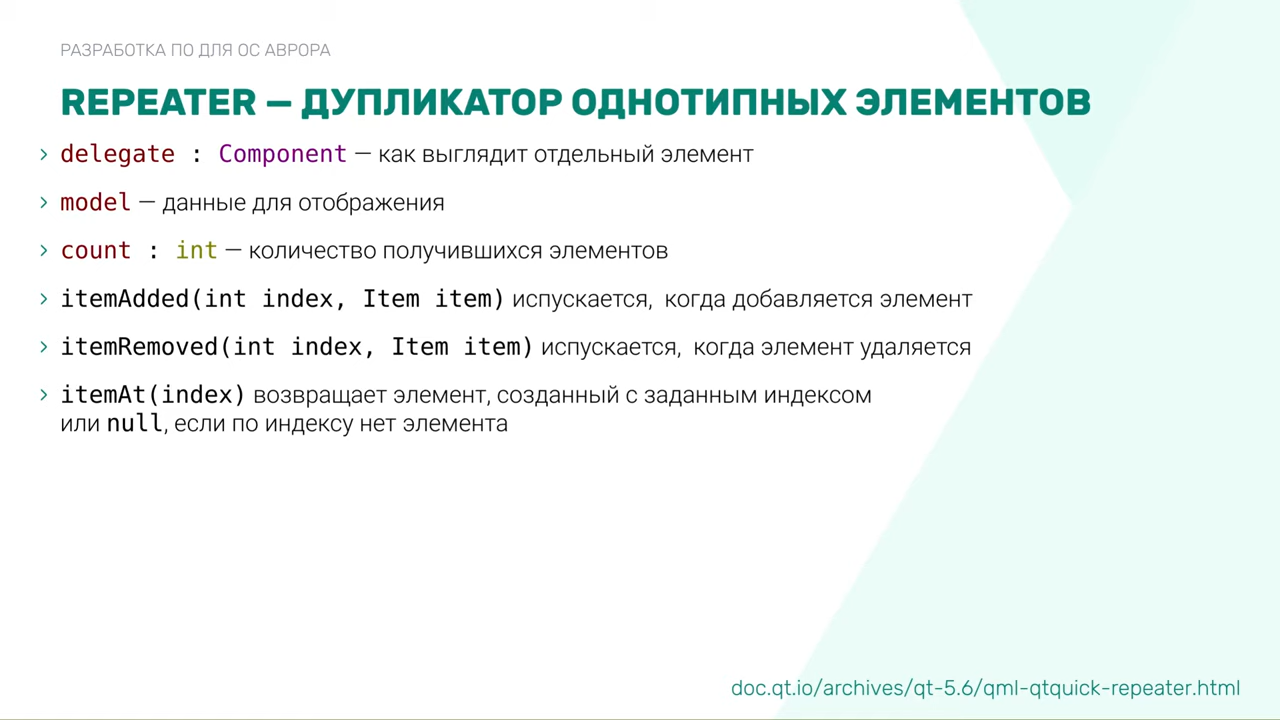 РАЗРАБОТКА ПО ДЛЯ ОС АВРОРА
REPEATER — ДУПЛИКАТОР ОДНОТИПНЫХ ЭЛЕМЕНТОВ
› delegate : Component — как выглядит отдельный элемент
› model — данные для отображения
› count : int — количество получившихся элементов
› itemAdded(int index, Item item) испускается, когда добавляется элемент
› itemRemoved(int index, Item item) испускается, когда элемент удаляется
› itemAt(index) возвращает элемент, созданный с заданным индексом
или null, если по индексу нет элемента
doc.qt.io/archives/qt-5.6/qml-qtquick-repeater.html